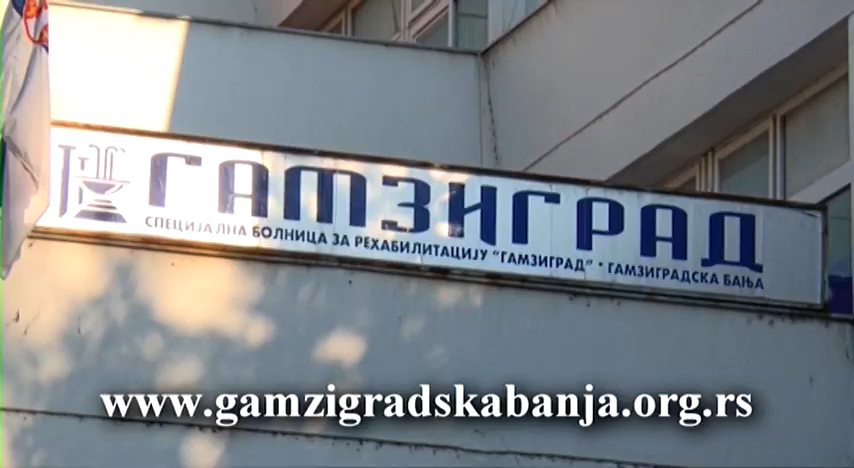 ГАМЗИГРАД
СПЕЦИЈАЛНА БОЛНИЦА ЗА РЕХАБИЛИТАЦИЈУ "ГАМЗИГРАД" · ГАМЗИГРАДСКА БАЊА
www.gamzigradskabanja.org.rs